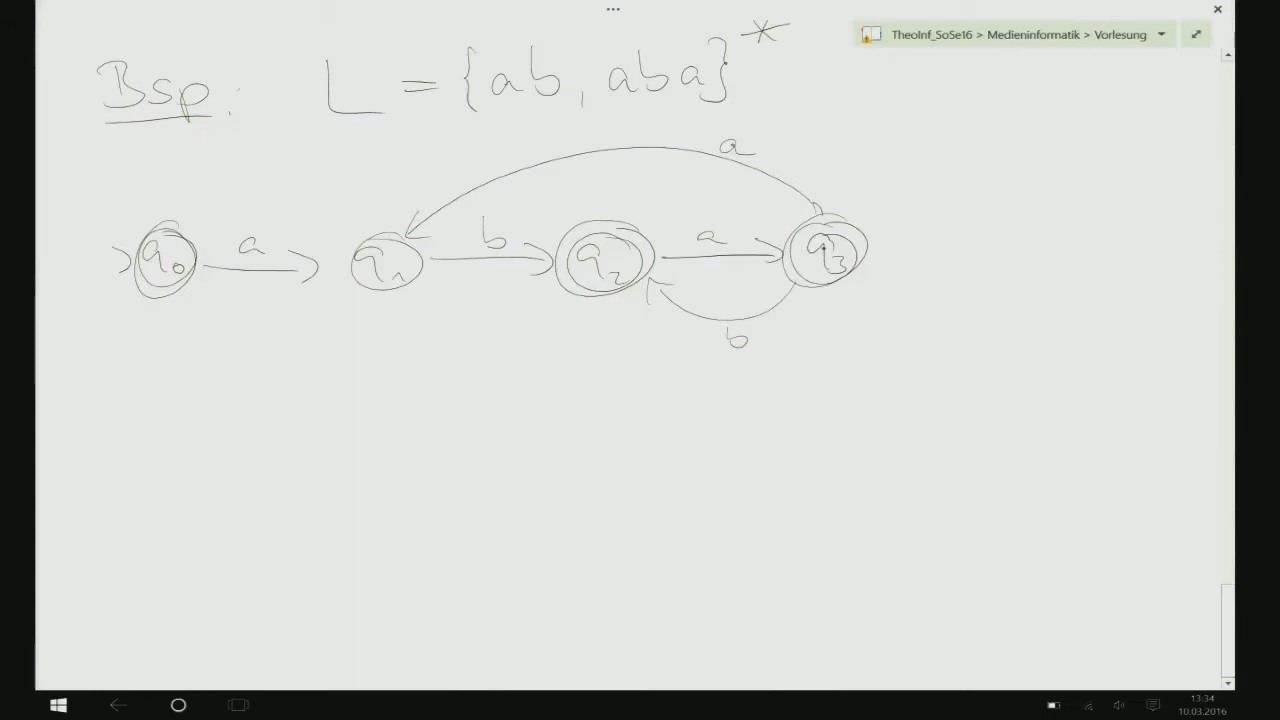 ...
TheoInf_SoSe16 > Medieninformatik > Vorlesung
Bsp: L = {ab, aba}*
a
q0 a q1 b q2 a q3
b
13:34
10.03.2016